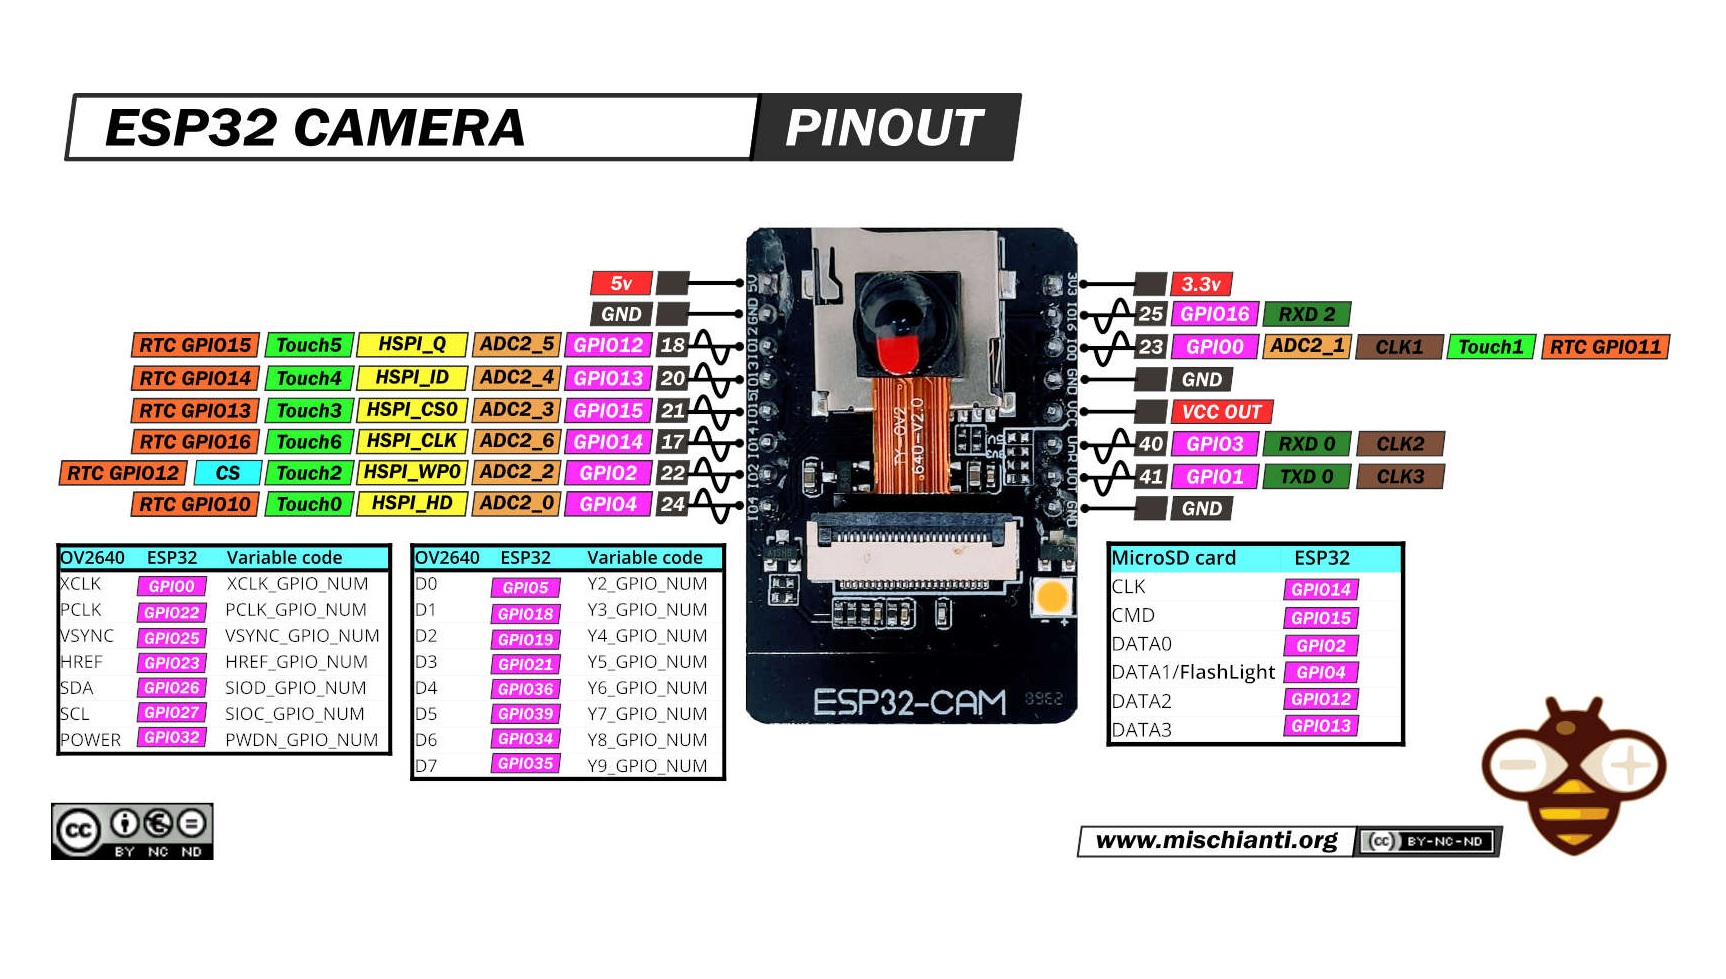 ESP32 CAMERA PINOUT
5v
GND
RTC GPIO15 Touch5 HSPI_Q ADC2_5 GPIO12 18
RTC GPIO14 Touch4 HSPI_ID ADC2_4 GPIO13 20
RTC GPIO13 Touch3 HSPI_CS0 ADC2_3 GPIO15 21
RTC GPIO16 Touch6 HSPI_CLK ADC2_6 GPIO14 17
RTC GPIO12 CS Touch2 HSPI_WP0 ADC2_2 GPIO2 22
RTC GPIO10 Touch0 HSPI_HD ADC2_0 GPIO4 24
5V
GND
IO12
IO13
IO15
IO14
IO2
IO4
TY-OV2
640-V2.0
3V3
IO16
IO0
GND
VCC
UOR
UOT
GND
5V
3V3
ESP32-CAM
3.3v
25 GPIO16 RXD 2
23 GPIO0 ADC2_1 CLK1 Touch1 RTC GPIO11
GND
VCC OUT
40 GPIO3 RXD 0 CLK2
41 GPIO1 TXD 0 CLK3
GND
OV2640 ESP32 Variable code
XCLK GPIO0 XCLK_GPIO_NUM
PCLK GPIO22 PCLK_GPIO_NUM
VSYNC GPIO25 VSYNC_GPIO_NUM
HREF GPIO23 HREF_GPIO_NUM
SDA GPIO26 SIOD_GPIO_NUM
SCL GPIO27 SIOC_GPIO_NUM
POWER GPIO32 PWDN_GPIO_NUM
OV2640 ESP32 Variable code
D0 GPIO5 Y2_GPIO_NUM
D1 GPIO18 Y3_GPIO_NUM
D2 GPIO19 Y4_GPIO_NUM
D3 GPIO21 Y5_GPIO_NUM
D4 GPIO36 Y6_GPIO_NUM
D5 GPIO39 Y7_GPIO_NUM
D6 GPIO34 Y8_GPIO_NUM
D7 GPIO35 Y9_GPIO_NUM
MicroSD card ESP32
CLK GPIO14
CMD GPIO15
DATA0 GPIO2
DATA1/FlashLight GPIO4
DATA2 GPIO12
DATA3 GPIO13
cc
BY NC ND
www.mischianti.org
cc BY-NC-ND